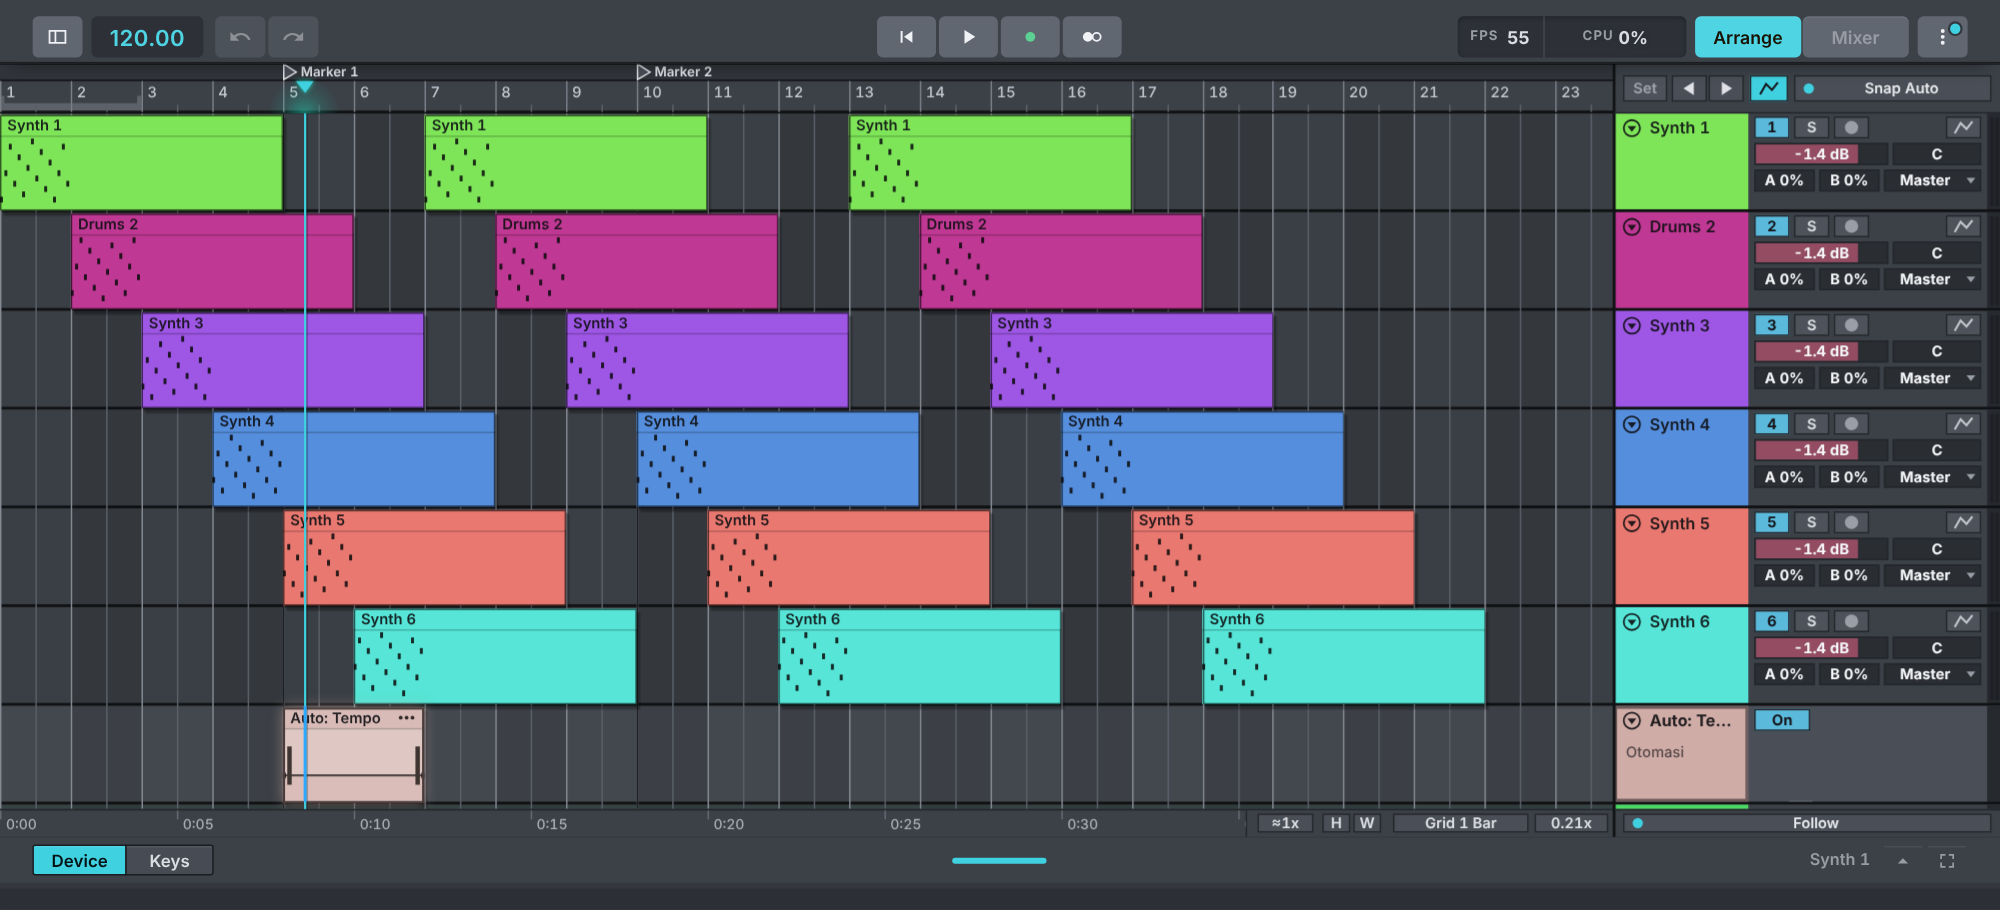 120.00
FPS 55
CPU 0%
Arrange
Mixer
Marker 1
Marker 2
1 2 3 4 5 6 7 8 9 10 11 12 13 14 15 16 17 18 19 20 21 22 23
Set
Snap Auto
Synth 1
Synth 1
Synth 1
Synth 1
1 S
-1.4 dB C
A 0% B 0% Master
Drums 2
Drums 2
Drums 2
Drums 2
2 S
-1.4 dB C
A 0% B 0% Master
Synth 3
Synth 3
Synth 3
Synth 3
3 S
-1.4 dB C
A 0% B 0% Master
Synth 4
Synth 4
Synth 4
Synth 4
4 S
-1.4 dB C
A 0% B 0% Master
Synth 5
Synth 5
Synth 5
Synth 5
5 S
-1.4 dB C
A 0% B 0% Master
Synth 6
Synth 6
Synth 6
Synth 6
6 S
-1.4 dB C
A 0% B 0% Master
Auto: Tempo ···
Auto: Te...
On
Otomasi
0:00 0:05 0:10 0:15 0:20 0:25 0:30
≈1x
H W
Grid 1 Bar
0.21x
Follow
Device
Keys
Synth 1